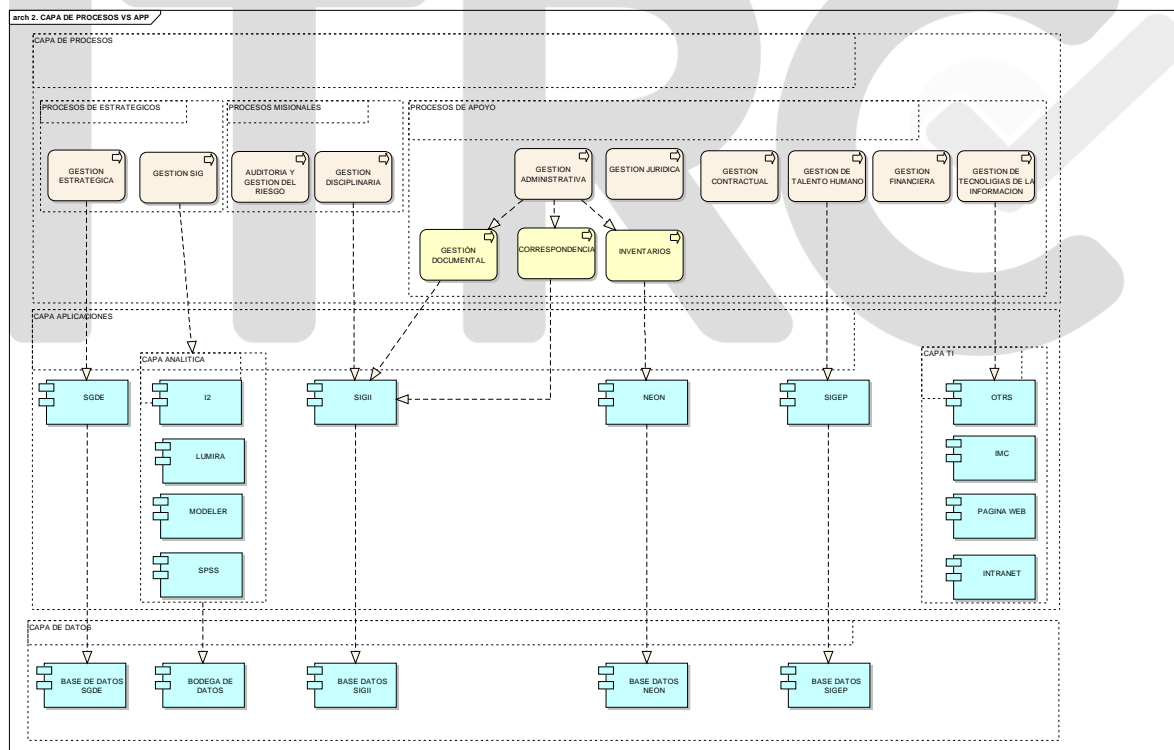 arch 2. CAPA DE PROCESOS VS APP
ITRC
CAPA DE PROCESOS
PROCESOS DE ESTRATEGICOS
PROCESOS MISIONALES
PROCESOS DE APOYO
GESTION
ESTRATEGICA
GESTION SIG
AUDITORIA Y
GESTION DEL
RIESGO
GESTION
DISCIPLINARIA
GESTION
ADMINISTRATIVA
GESTION JURIDICA
GESTION
CONTRACTUAL
GESTION DE
TALENTO HUMANO
GESTION
FINANCIERA
GESTION DE
TECNOLIGIAS DE LA
INFORMACION
GESTIÓN
DOCUMENTAL
CORRESPONDENCIA
INVENTARIOS
CAPA APLICACIONES
CAPA ANALITICA
CAPA TI
SGDE
I2
SIGII
NEON
SIGEP
OTRS
LUMIRA
IMC
MODELER
PAGINA WEB
SPSS
INTRANET
CAPA DE DATOS
BASE DE DATOS
SGDE
BODEGA DE
DATOS
BASE DATOS
SIGII
BASE DATOS
NEON
BASE DATOS
SIGEP